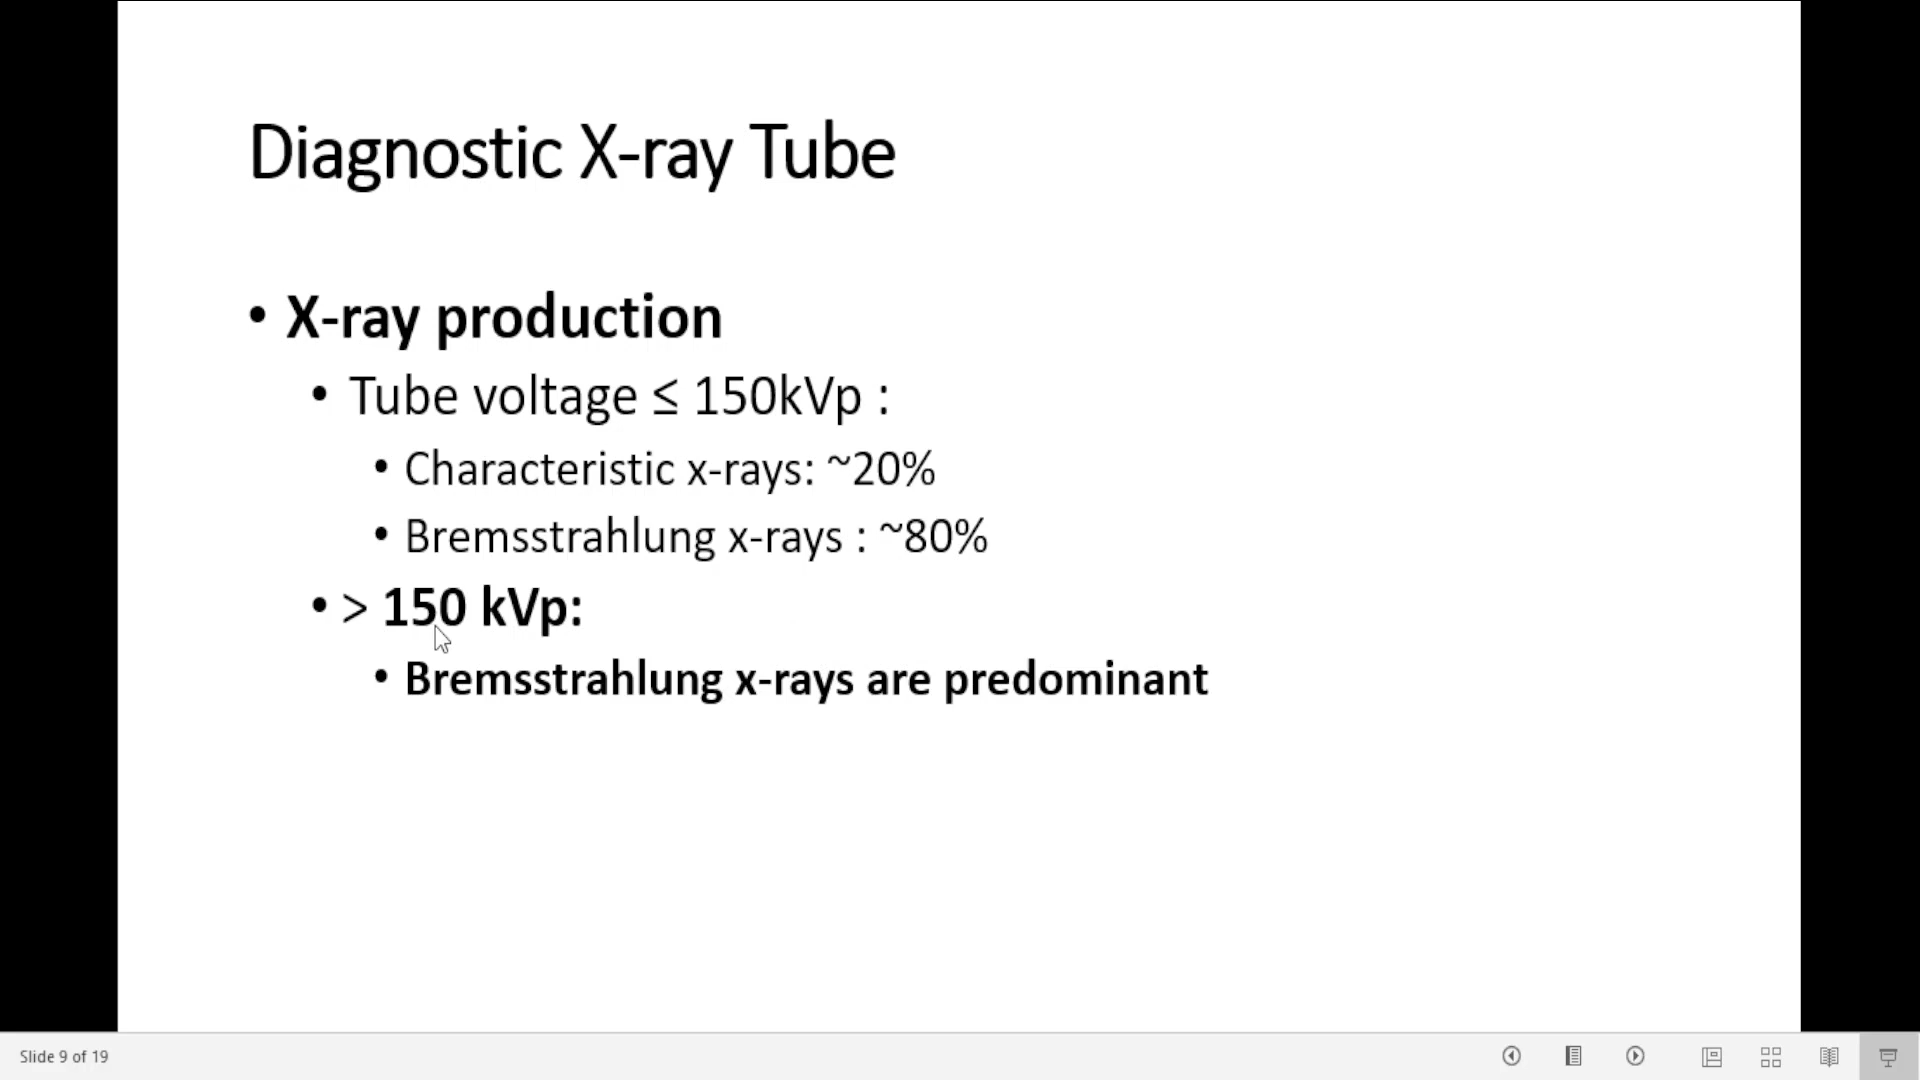 Diagnostic X-ray Tube
• X-ray production
• Tube voltage ≤ 150kVp :
• Characteristic x-rays: ~20%
• Bremsstrahlung x-rays : ~80%
• > 150 kVp:
• Bremsstrahlung x-rays are predominant
Slide 9 of 19